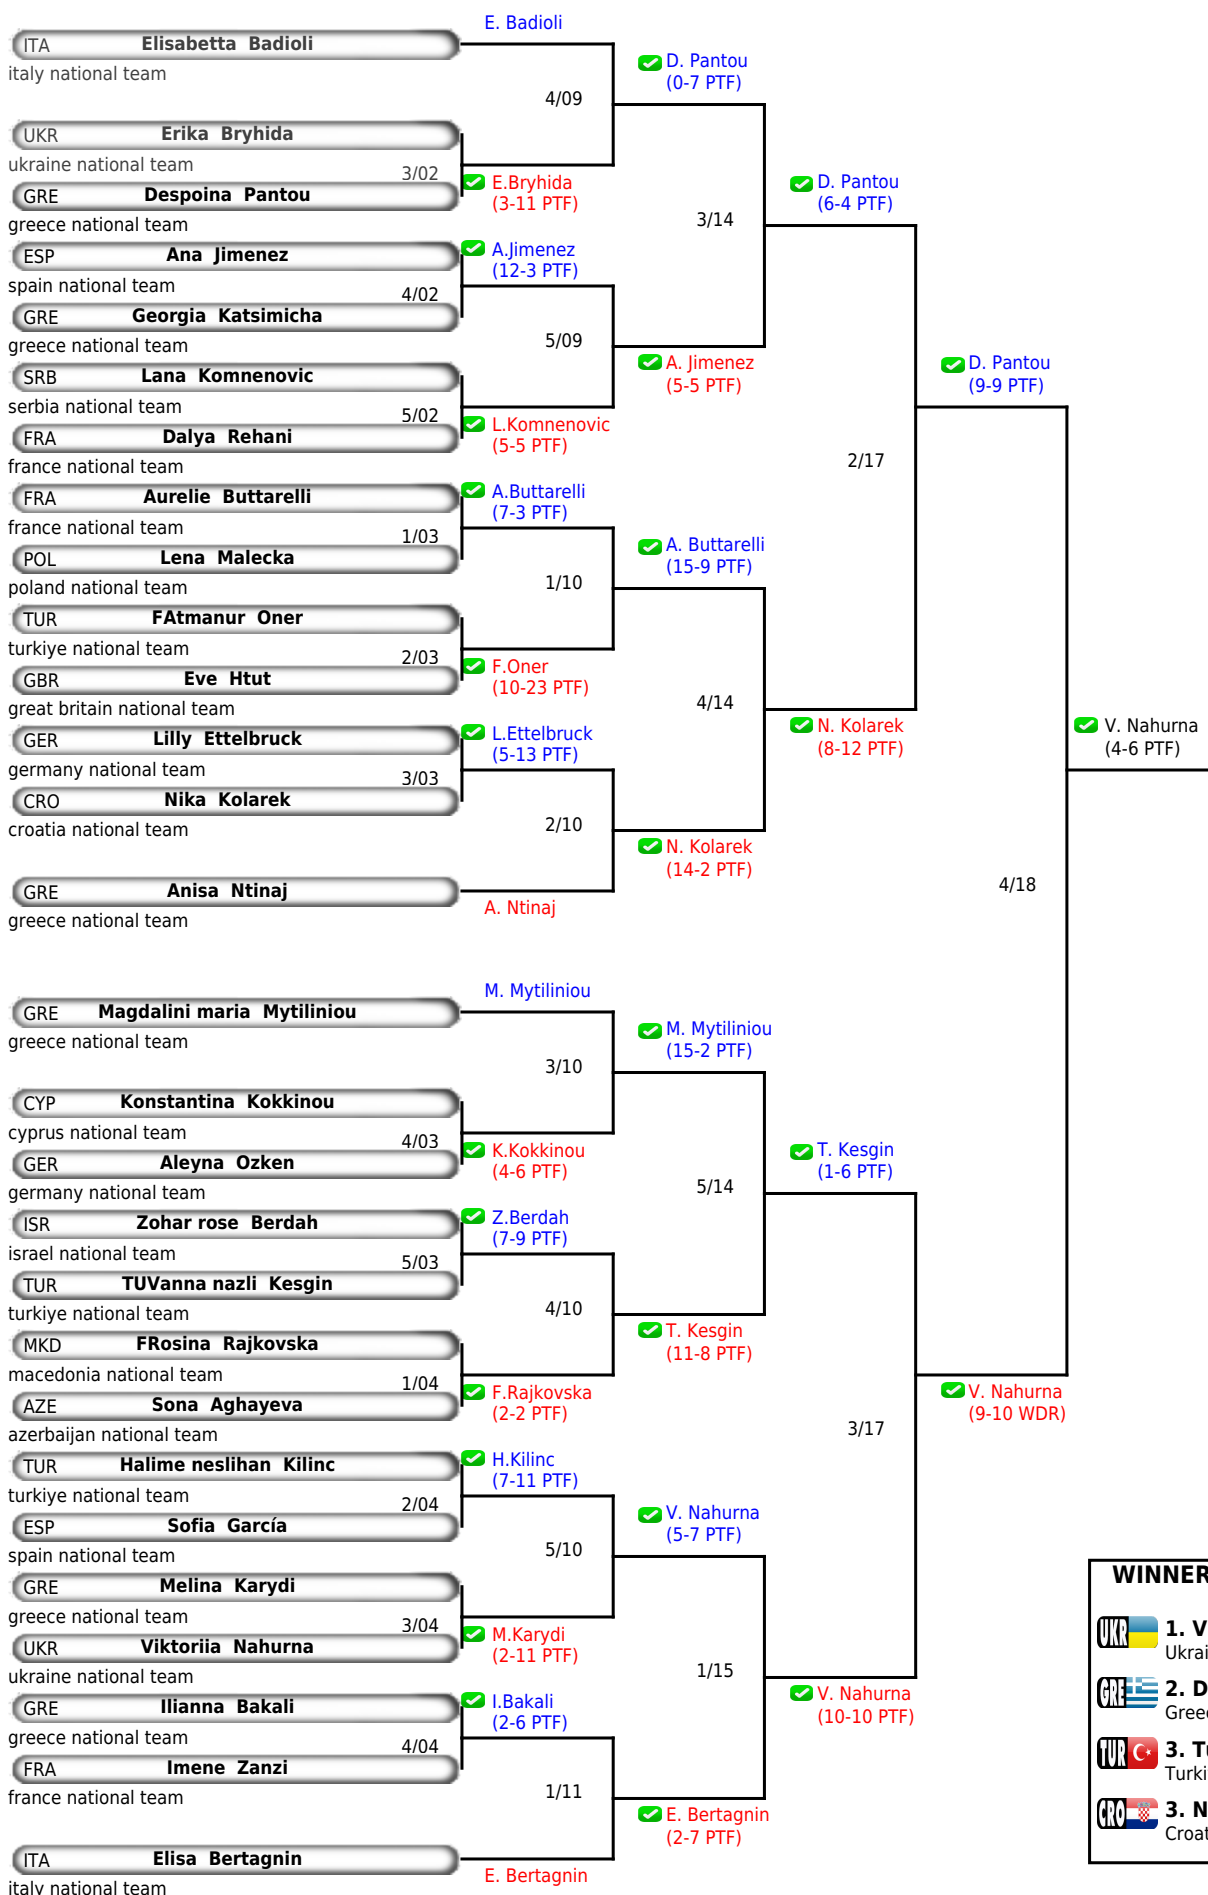 E. Badioli
ITA Elisabetta Badioli
italy national team
D. Pantou
(0-7 PTF)
4/09
UKR Erika Bryhida
ukraine national team
3/02
E.Bryhida
(3-11 PTF)
D. Pantou
(6-4 PTF)
GRE Despoina Pantou
greece national team
3/14
ESP Ana Jimenez
spain national team
A.Jimenez
(12-3 PTF)
4/02
GRE Georgia Katsimicha
greece national team
5/09
A. Jimenez
(5-5 PTF)
D. Pantou
(9-9 PTF)
SRB Lana Komnenovic
serbia national team
5/02
L.Komnenovic
(5-5 PTF)
FRA Dalya Rehani
france national team
2/17
FRA Aurelie Buttarelli
france national team
A.Buttarelli
(7-3 PTF)
1/03
POL Lena Malecka
poland national team
A. Buttarelli
(15-9 PTF)
1/10
TUR FAtmanur Oner
turkiye national team
2/03
F.Oner
(10-23 PTF)
GBR Eve Htut
great britain national team
4/14
GER Lilly Ettelbruck
germany national team
L.Ettelbruck
(5-13 PTF)
N. Kolarek
(8-12 PTF)
V. Nahurna
(4-6 PTF)
3/03
CRO Nika Kolarek
croatia national team
2/10
N. Kolarek
(14-2 PTF)
GRE Anisa Ntinaj
greece national team
A. Ntinaj
4/18
M. Mytiliniou
GRE Magdalini maria Mytiliniou
greece national team
M. Mytiliniou
(15-2 PTF)
3/10
CYP Konstantina Kokkinou
cyprus national team
4/03
K.Kokkinou
(4-6 PTF)
T. Kesgin
(1-6 PTF)
GER Aleyna Ozken
germany national team
5/14
ISR Zohar rose Berdah
israel national team
Z.Berdah
(7-9 PTF)
5/03
TUR TUVanna nazli Kesgin
turkiye national team
4/10
T. Kesgin
(11-8 PTF)
MKD FRosina Rajkovska
macedonia national team
1/04
F.Rajkovska
(2-2 PTF)
V. Nahurna
(9-10 WDR)
AZE Sona Aghayeva
azerbaijan national team
3/17
TUR Halime neslihan Kilinc
turkiye national team
H.Kilinc
(7-11 PTF)
2/04
ESP Sofia García
spain national team
V. Nahurna
(5-7 PTF)
5/10
GRE Melina Karydi
greece national team
3/04
M.Karydi
(2-11 PTF)
UKR Viktoriia Nahurna
ukraine national team
1/15
GRE Ilianna Bakali
greece national team
I.Bakali
(2-6 PTF)
V. Nahurna
(10-10 PTF)
4/04
FRA Imene Zanzi
france national team
1/11
E. Bertagnin
(2-7 PTF)
ITA Elisa Bertagnin
italy national team
E. Bertagnin
WINNER
UKR 1. V
Ukrai
GRE 2. D
Greec
TUR 3. Tu
Turki
CRO 3. N
Croat